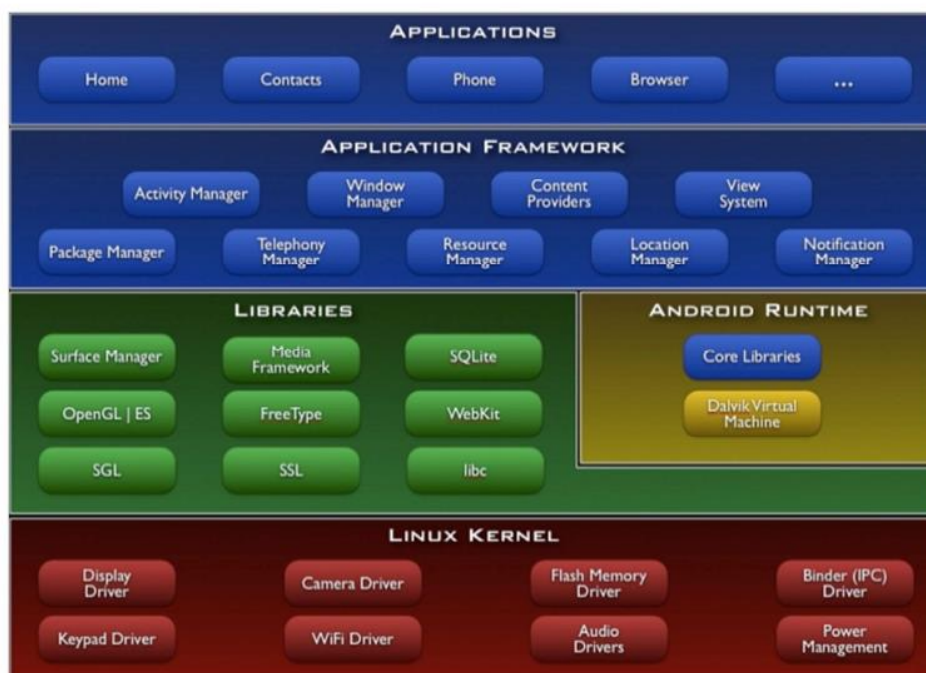 APPLICATIONS
Home
Contacts
Phone
Browser
...
APPLICATION FRAMEWORK
Activity Manager
Window
Manager
Content
Providers
View
System
Package Manager
Telephony
Manager
Resource
Manager
Location
Manager
Notification
Manager
LIBRARIES
Surface Manager
Media
Framework
SQLite
OpenGL | ES
FreeType
WebKit
SGL
SSL
libc
ANDROID RUNTIME
Core Libraries
Dalvik Virtual
Machine
LINUX KERNEL
Display
Driver
Camera Driver
Flash Memory
Driver
Binder (IPC)
Driver
Keypad Driver
WiFi Driver
Audio
Drivers
Power
Management